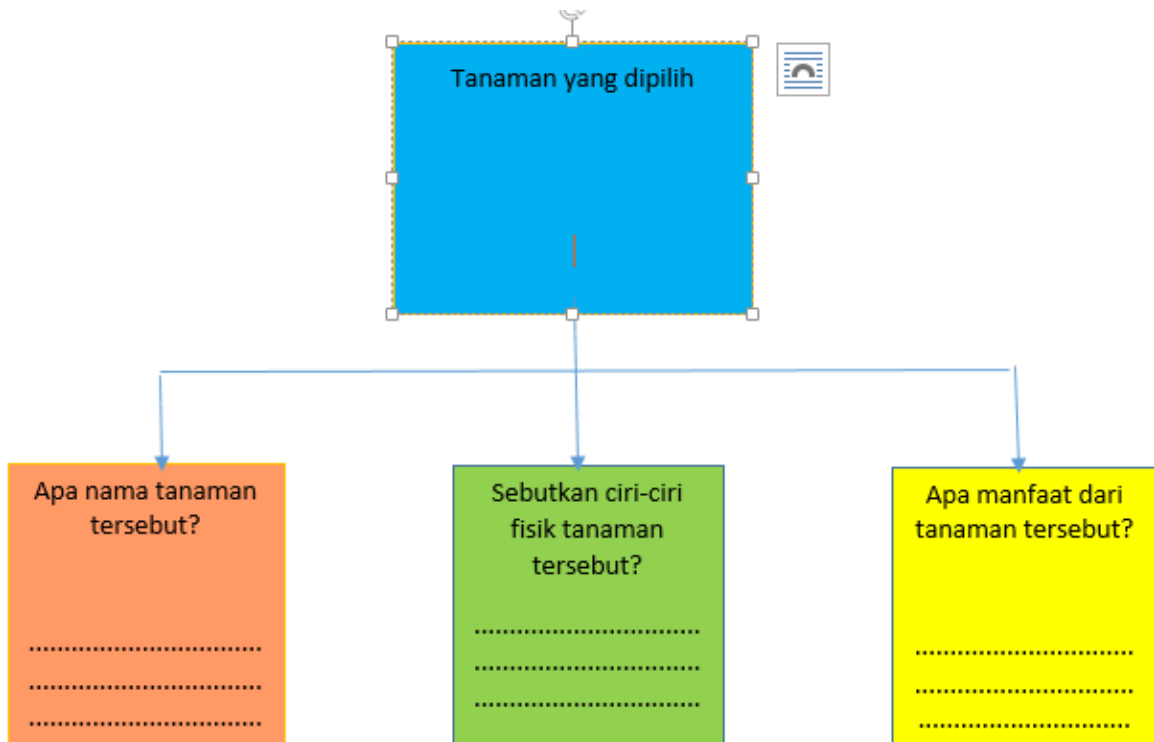 Tanaman yang dipilih
Apa nama tanaman
tersebut?
.................................
.................................
.................................
Sebutkan ciri-ciri
fisik tanaman
tersebut?
................................
................................
................................
Apa manfaat dari
tanaman tersebut?
...............................
...............................
..............................